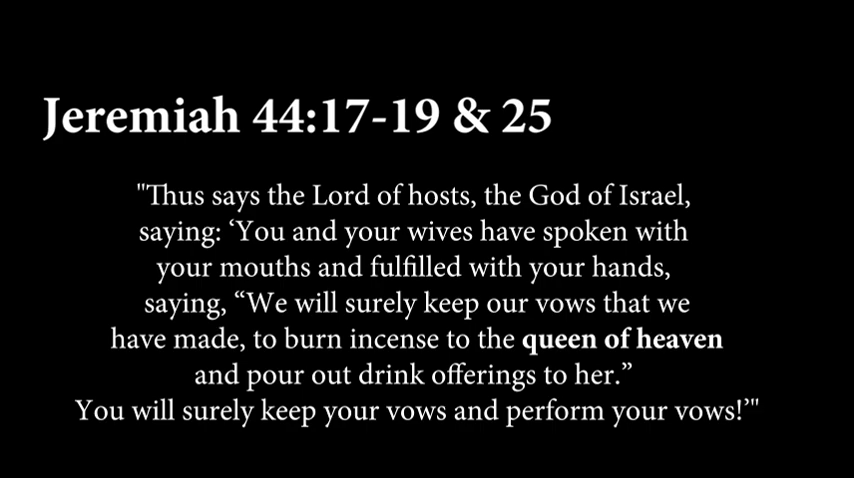 Jeremiah 44:17-19 & 25
"Thus says the Lord of hosts, the God of Israel,
saying: ‘You and your wives have spoken with
your mouths and fulfilled with your hands,
saying, “We will surely keep our vows that we
have made, to burn incense to the queen of heaven
and pour out drink offerings to her.”
You will surely keep your vows and perform your vows!’"